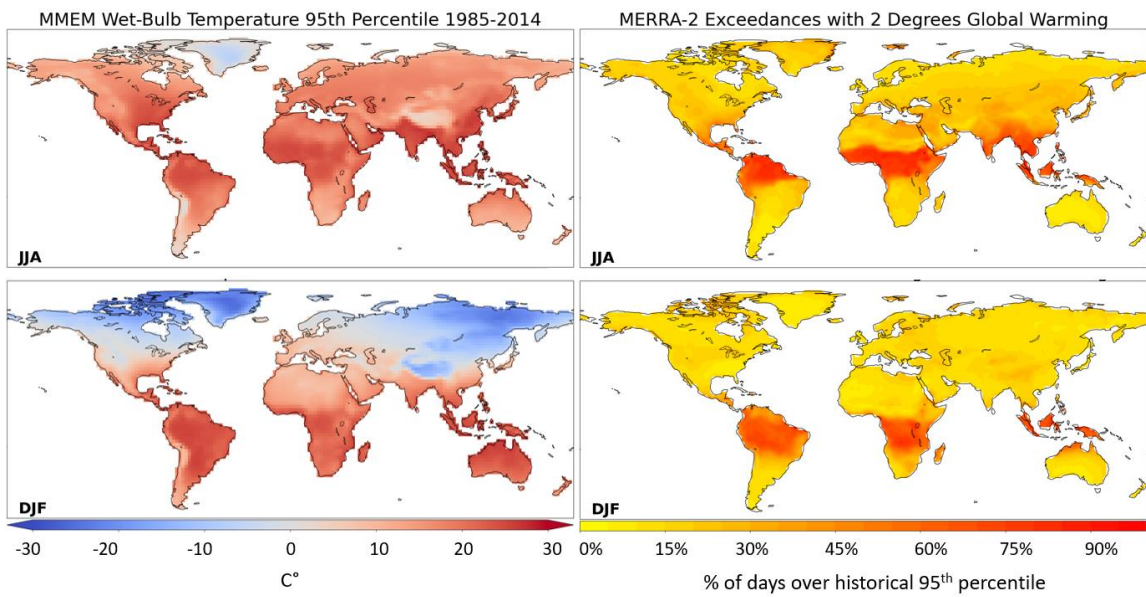 MMEM Wet-Bulb Temperature 95th Percentile 1985-2014
MERRA-2 Exceedances with 2 Degrees Global Warming
JJA
JJA
DJF
DJF
-30 -20 -10 0 10 20 30
C°
0% 15% 30% 45% 60% 75% 90%
% of days over historical 95th percentile